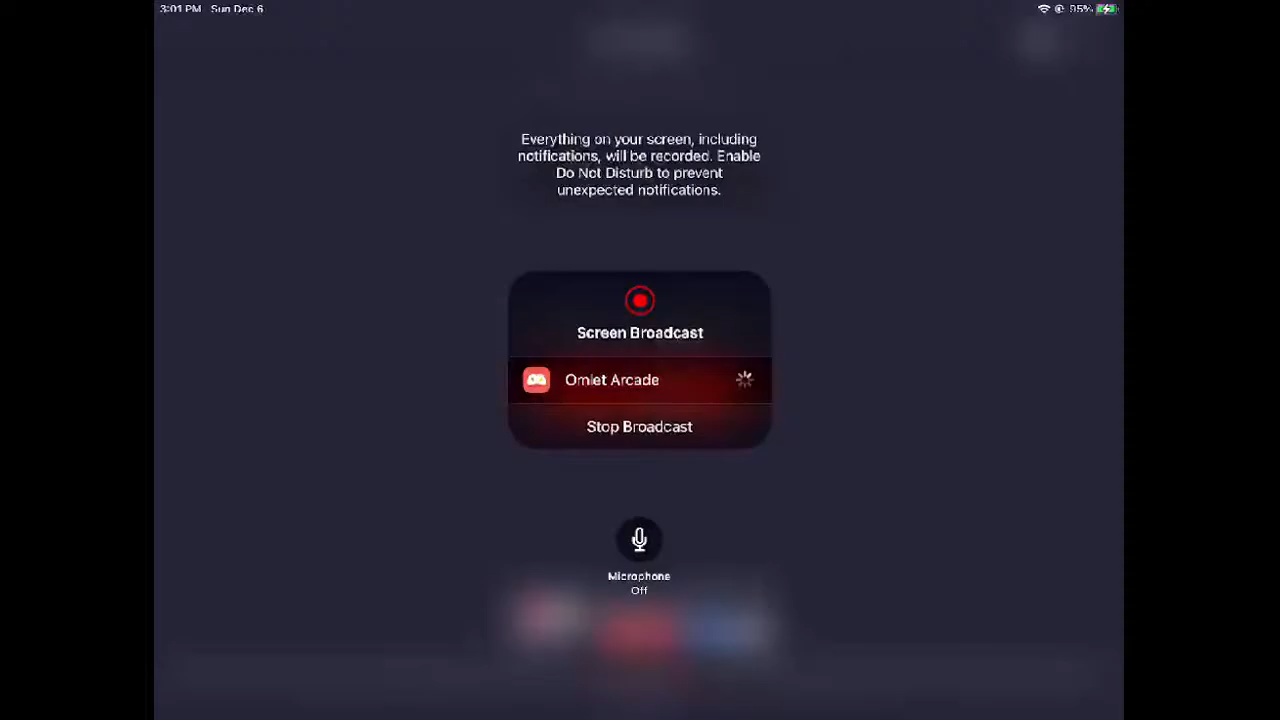 3:01 PM Sun Dec 6
95%
Everything on your screen, including
notifications, will be recorded. Enable
Do Not Disturb to prevent
unexpected notifications.
Screen Broadcast
Omlet Arcade
Stop Broadcast
Microphone
Off